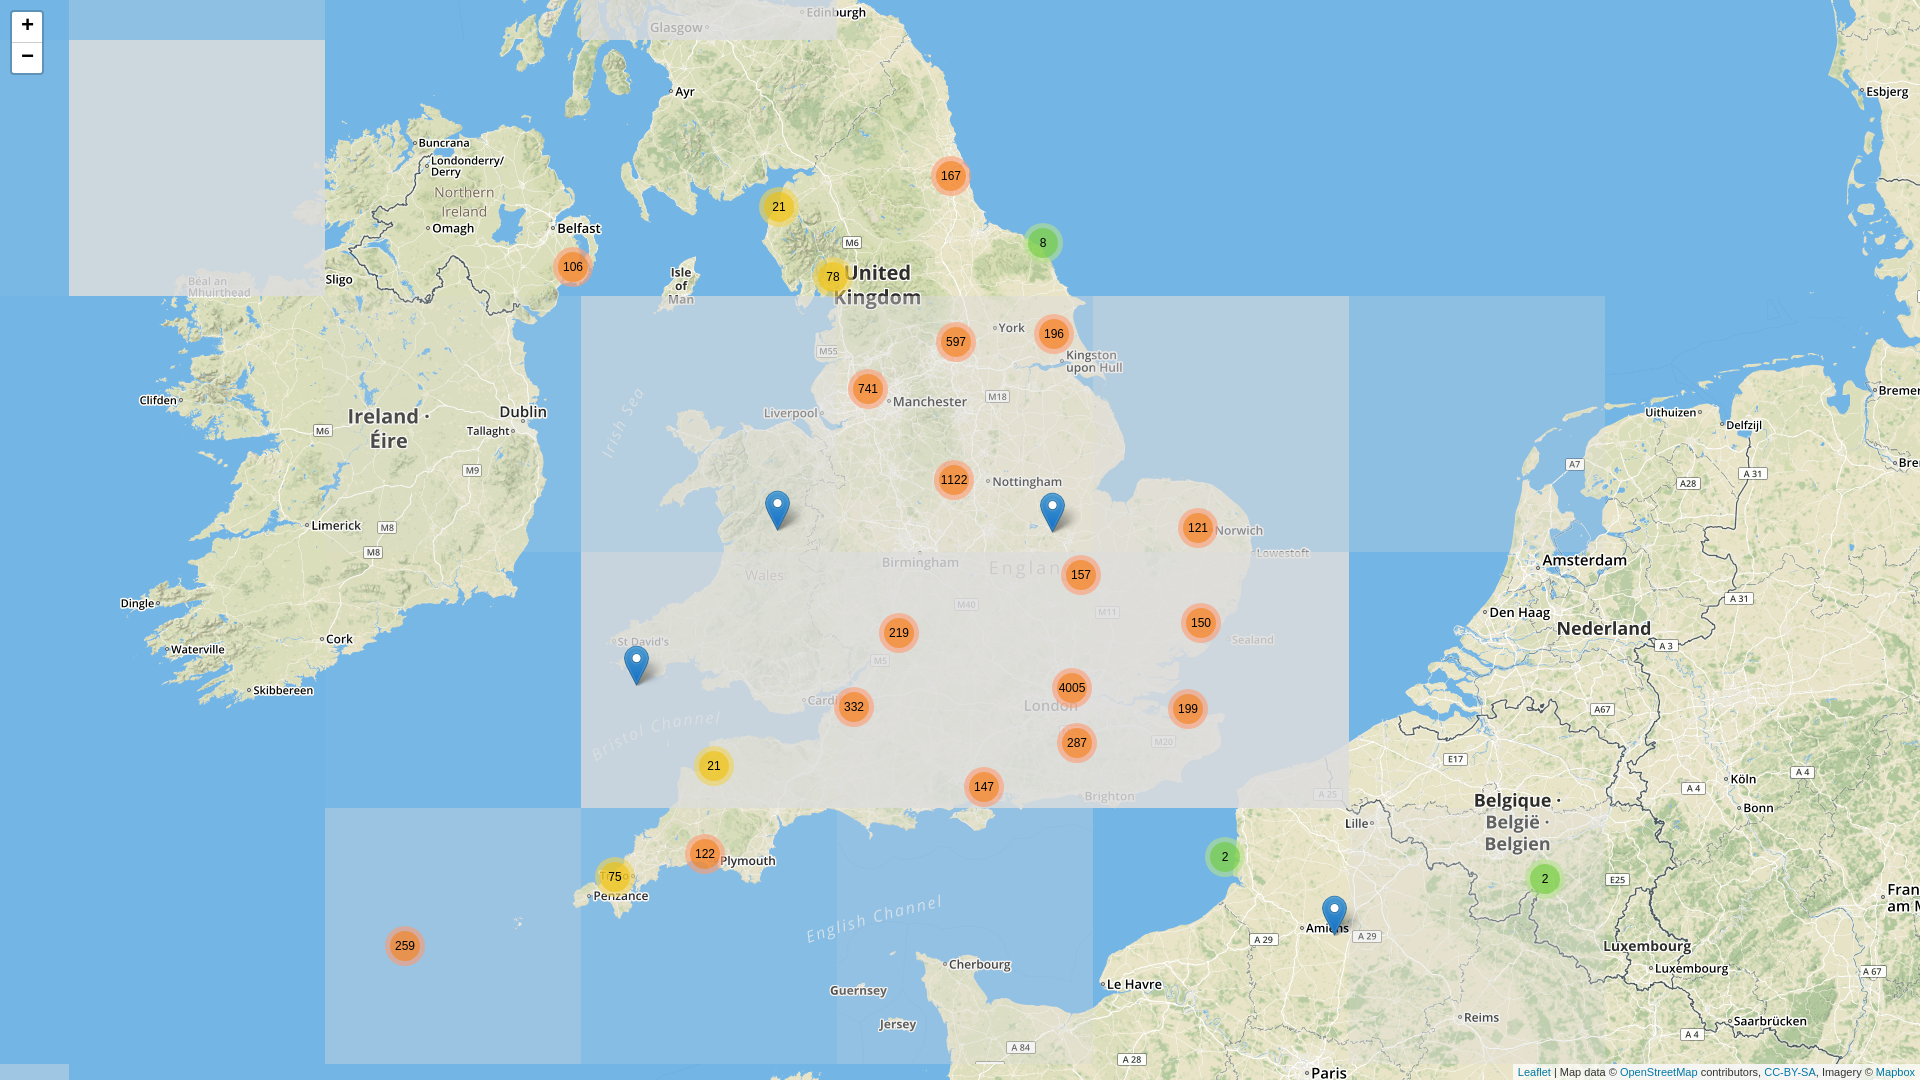 +
−
Edinburgh
Glasgow
Ayr
Esbjerg
Buncrana
Londonderry/
Derry
Northern
Ireland
Omagh
Belfast
167
21
M6
8
106
78
United
Kingdom
Isle
of
Man
Sligo
Béal an
Mhuirthead
York
196
597
M55
Kingston
upon Hull
741
Manchester
M18
Liverpool
Irish Sea
Clifden
Ireland ·
Éire
Dublin
Tallaght
M6
M9
Uithuizen
Delfzijl
A7
A 31
A28
1122
Nottingham
Limerick
M8
M8
121
Norwich
Lowestoft
Birmingham
Wales
157
Amsterdam
A 31
Den Haag
Nederland
A 3
Dingle
Cork
Waterville
Skibbereen
M40
M11
219
150
Sealand
St David's
M5
4005
London
332
199
287
M20
Bristol Channel
A67
E17
21
147
Brighton
A 25
Köln
A 4
A 4
Bonn
Belgique ·
België ·
Belgien
Lille
122
Plymouth
75
Penzance
2
2
E25
English Channel
259
Amiens
A 29
A 29
Luxembourg
Luxembourg
A 67
Cherbourg
Guernsey
Jersey
Le Havre
Reims
Saarbrücken
A 4
A 84
A 28
Paris
Leaflet | Map data © OpenStreetMap contributors, CC-BY-SA, Imagery © Mapbox